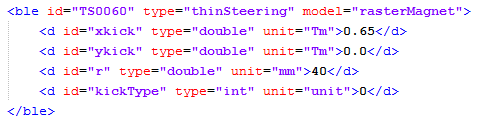 <ble id="TS0060" type="thinSteering" model="rasterMagnet">
<d id="xkick" type="double" unit="Tm">0.65</d>
<d id="ykick" type="double" unit="Tm">0.0</d>
<d id="r" type="double" unit="mm">40</d>
<d id="kickType" type="int" unit="unit">0</d>
</ble>